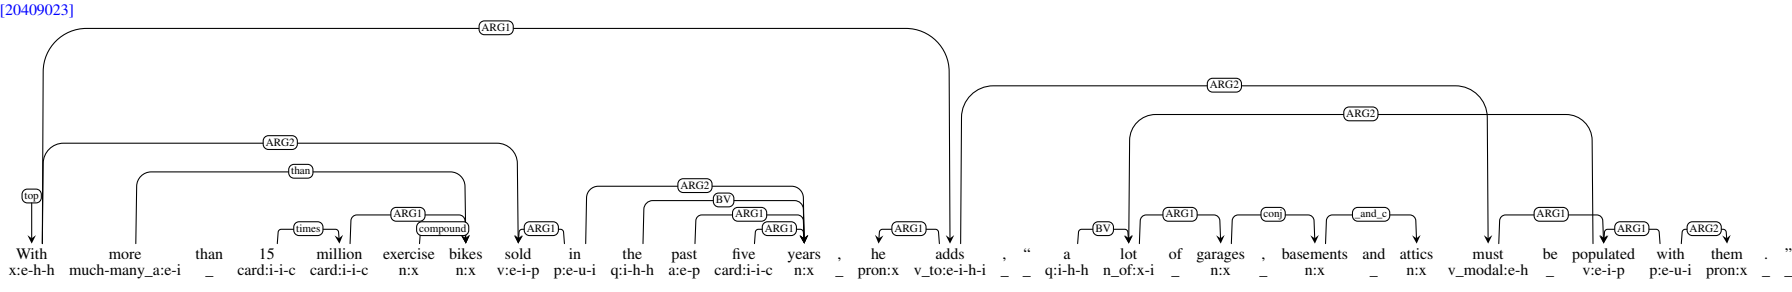 [20409023]
ARG1
ARG2
ARG2
ARG2
than
ARG2
top
BV
ARG1 ARG1 conj _and_c ARG1
times compound ARG1 ARG1 ARG1 BV ARG1 ARG2
With more than 15 million exercise bikes sold in the past five years , he adds , “ a lot of garages , basements and attics must be populated with them . ”
x:e-h-h much-many_a:e-i _ card:i-i-c card:i-i-c n:x n:x v:e-i-p p:e-u-i q:i-h-h a:e-p card:i-i-c n:x _ pron:x v_to:e-i-h-i _ _ q:i-h-h n_of:x-i _ n:x _ n:x _ n:x v_modal:e-h _ v:e-i-p p:e-u-i pron:x _ _